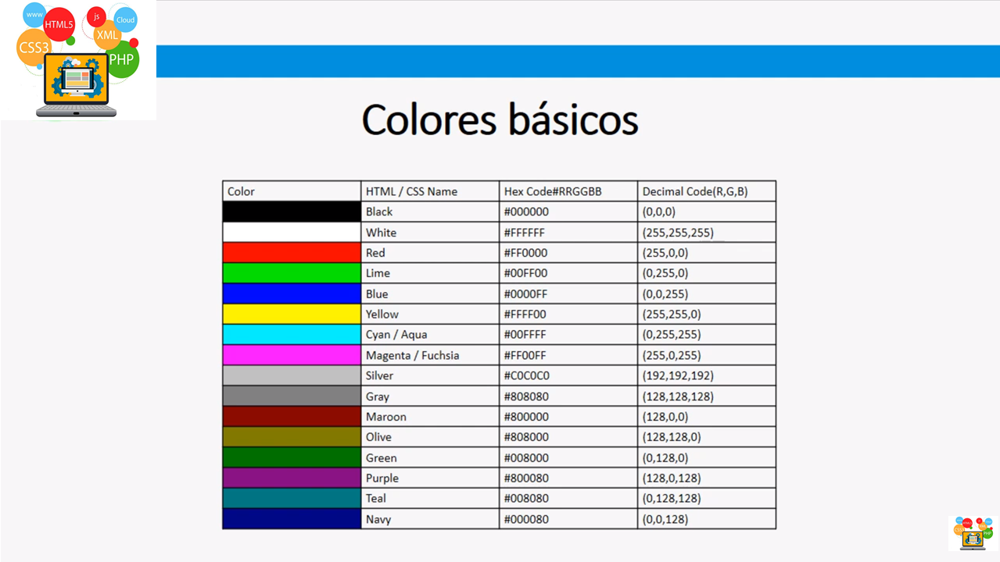 www
HTML5
js
Cloud
XML
CSS3
PHP
Colores básicos
Color HTML / CSS Name Hex Code#RRGGBB Decimal Code(R,G,B)
Black #000000 (0,0,0)
White #FFFFFF (255,255,255)
Red #FF0000 (255,0,0)
Lime #00FF00 (0,255,0)
Blue #0000FF (0,0,255)
Yellow #FFFF00 (255,255,0)
Cyan / Aqua #00FFFF (0,255,255)
Magenta / Fuchsia #FF00FF (255,0,255)
Silver #C0C0C0 (192,192,192)
Gray #808080 (128,128,128)
Maroon #800000 (128,0,0)
Olive #808000 (128,128,0)
Green #008000 (0,128,0)
Purple #800080 (128,0,128)
Teal #008080 (0,128,128)
Navy #000080 (0,0,128)